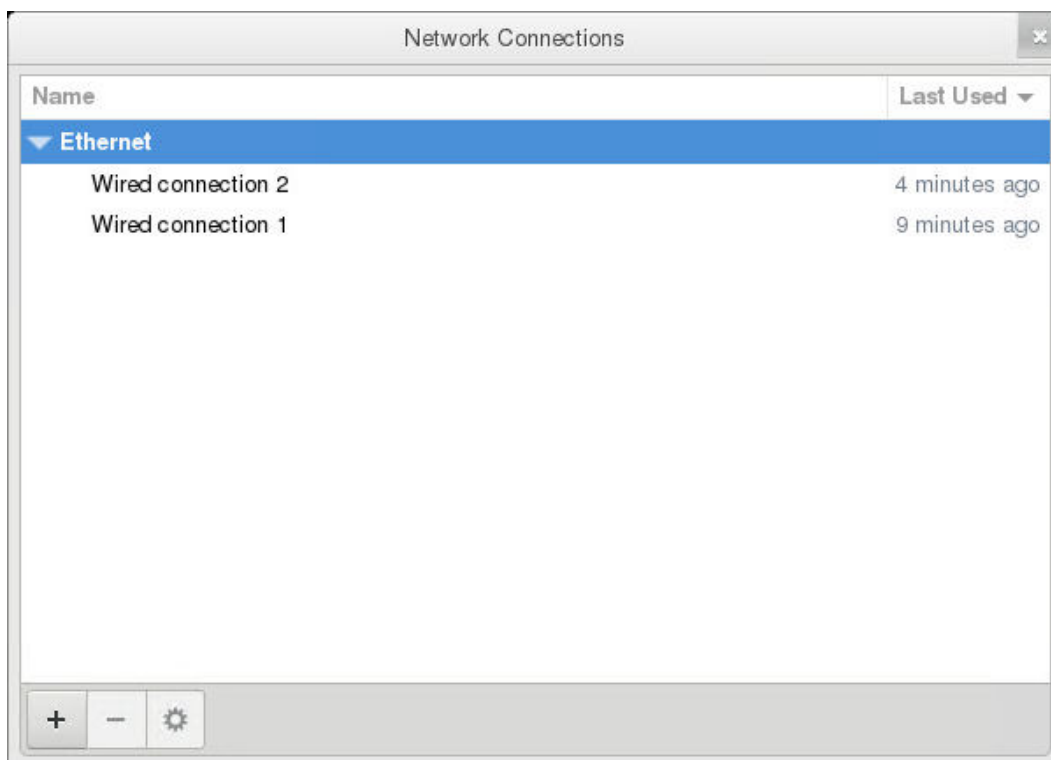 Network Connections
Name Last Used
Ethernet
Wired connection 2 4 minutes ago
Wired connection 1 9 minutes ago